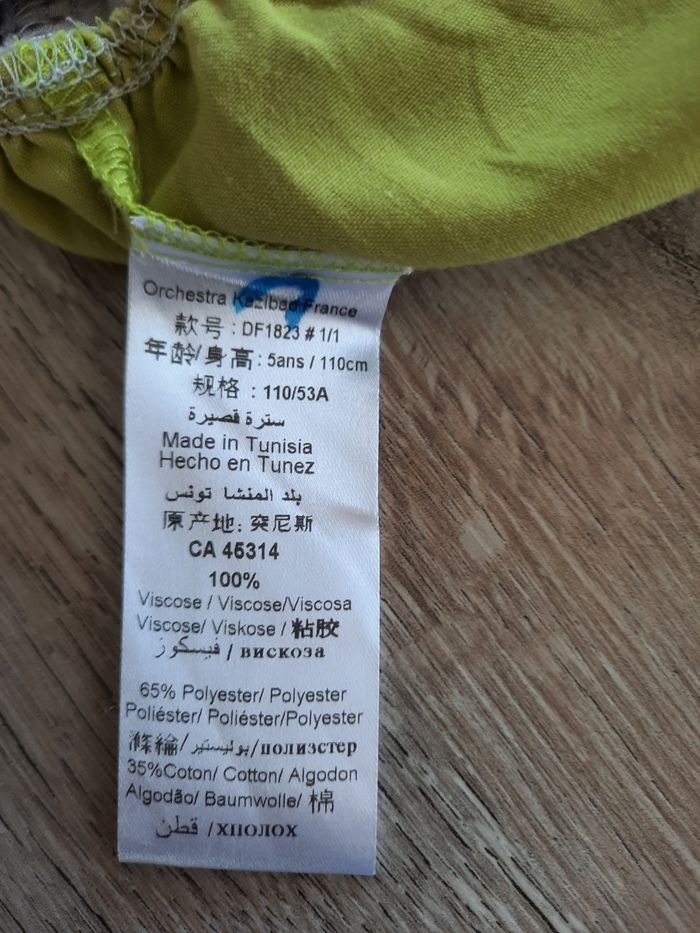 Orchestra Kazibao France
款号 : DF1823 # 1/1
年龄/身高 : 5ans / 110cm
规格 : 110/53A
سترة قصيرة
Made in Tunisia
Hecho en Tunez
بلد المنشا تونس
原产地: 突尼斯
CA 46314
100%
Viscose / Viscose/Viscosa
Viscose/ Viskose / 粘胶
فيسكوز / вискоза
65% Polyester/ Polyester
Poliéster/ Poliéster/Polyester
滌綸/ بوليستير/полиэстер
35%Coton/ Cotton/ Algodon
Algodão/ Baumwolle/ 棉
قطن /хполох